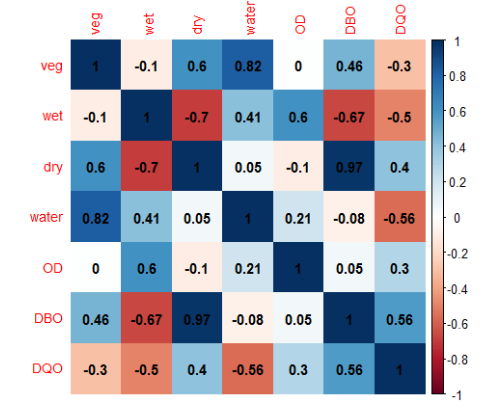 veg wet dry water OD DBO DQO
veg 1 -0.1 0.6 0.82 0 0.46 -0.3
wet -0.1 1 -0.7 0.41 0.6 -0.67 -0.5
dry 0.6 -0.7 1 0.05 -0.1 0.97 0.4
water 0.82 0.41 0.05 1 0.21 -0.08 -0.56
OD 0 0.6 -0.1 0.21 1 0.05 0.3
DBO 0.46 -0.67 0.97 -0.08 0.05 1 0.56
DQO -0.3 -0.5 0.4 -0.56 0.3 0.56 1
1
0.8
0.6
0.4
0.2
0
-0.2
-0.4
-0.6
-0.8
-1